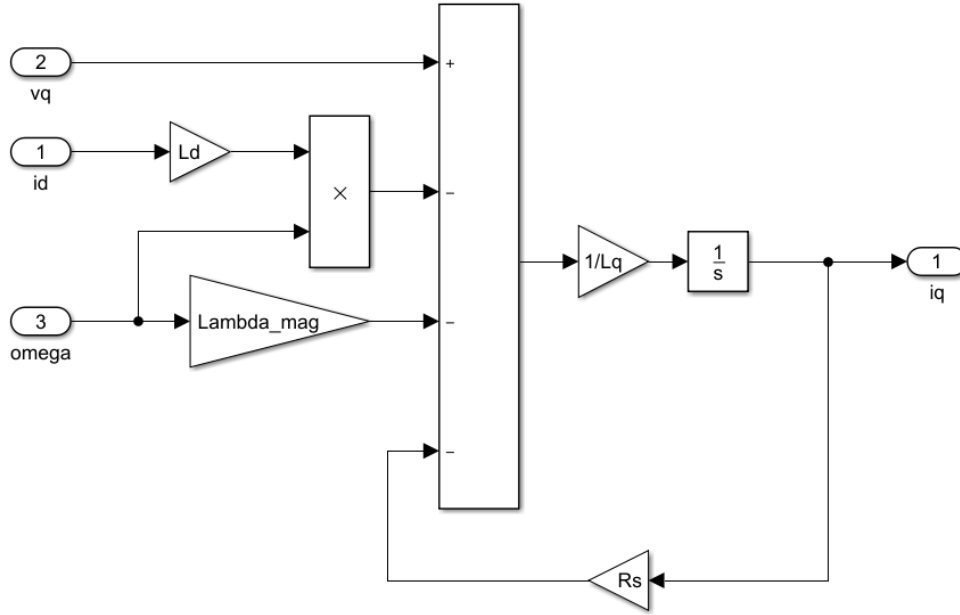 2
vq
+
1
id
Ld
×
−
3
omega
Lambda_mag
−
−
1/Lq
1
s
1
iq
Rs